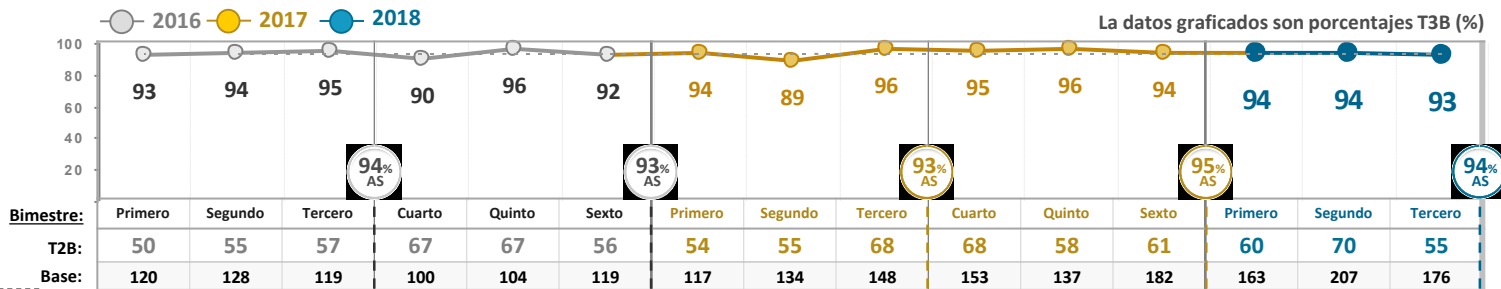 2016 2017 2018
La datos graficados son porcentajes T3B (%)
100
80
60
40
20
93 94 95 90 96 92 94 89 96 95 96 94 94 94 93
94% AS 93% AS 93% AS 95% AS 94% AS
Bimestre: Primero Segundo Tercero Cuarto Quinto Sexto Primero Segundo Tercero Cuarto Quinto Sexto Primero Segundo Tercero
T2B: 50 55 57 67 67 56 54 55 68 68 58 61 60 70 55
Base: 120 128 119 100 104 119 117 134 148 153 137 182 163 207 176